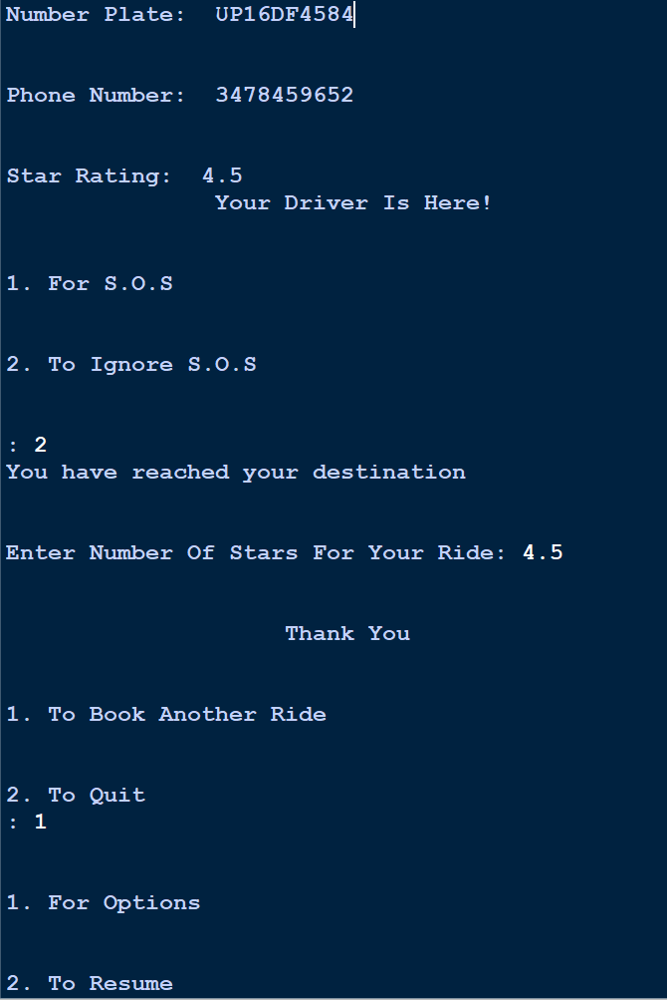 Number Plate:  UP16DF4584
Phone Number:  3478459652
Star Rating:  4.5
Your Driver Is Here!
1. For S.O.S
2. To Ignore S.O.S
: 2
You have reached your destination
Enter Number Of Stars For Your Ride: 4.5
Thank You
1. To Book Another Ride
2. To Quit
: 1
1. For Options
2. To Resume